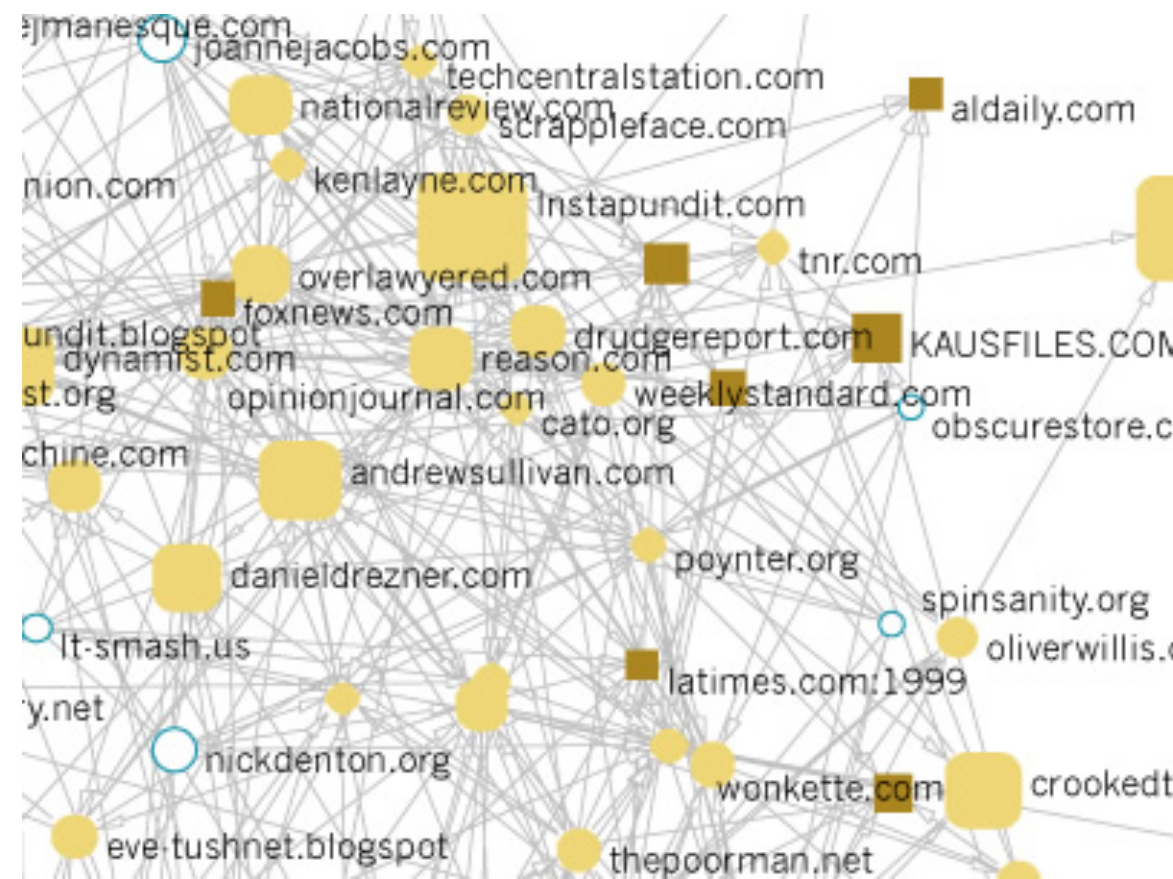 ejmanesque.com
joannejacobs.com
techcentralstation.com
nationalreview.com
scrappleface.com
aldaily.com
kenlayne.com
nion.com
Instapundit.com
tnr.com
overlawyered.com
foxnews.com
undit.blogspot
drudgereport.com
KAUSFILES.COM
dynamist.com
reason.com
st.org
opinionjournal.com
weeklystandard.com
cato.org
obscurestore.c
chine.com
andrewsullivan.com
poynter.org
danieldrezner.com
spinsanity.org
lt-smash.us
oliverwillis.c
latimes.com:1999
y.net
nickdenton.org
wonkette.com
crookedt
eve-tushnet.blogspot
thepoorman.net